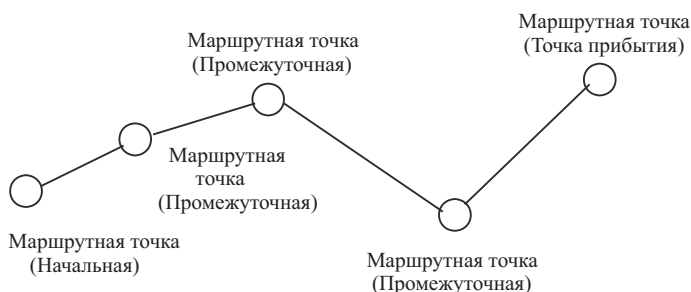 Маршрутная точка
(Точка прибытия)
Маршрутная точка
(Промежуточная)
Маршрутная
точка
(Промежуточная)
Маршрутная точка
(Начальная)
Маршрутная точка
(Промежуточная)